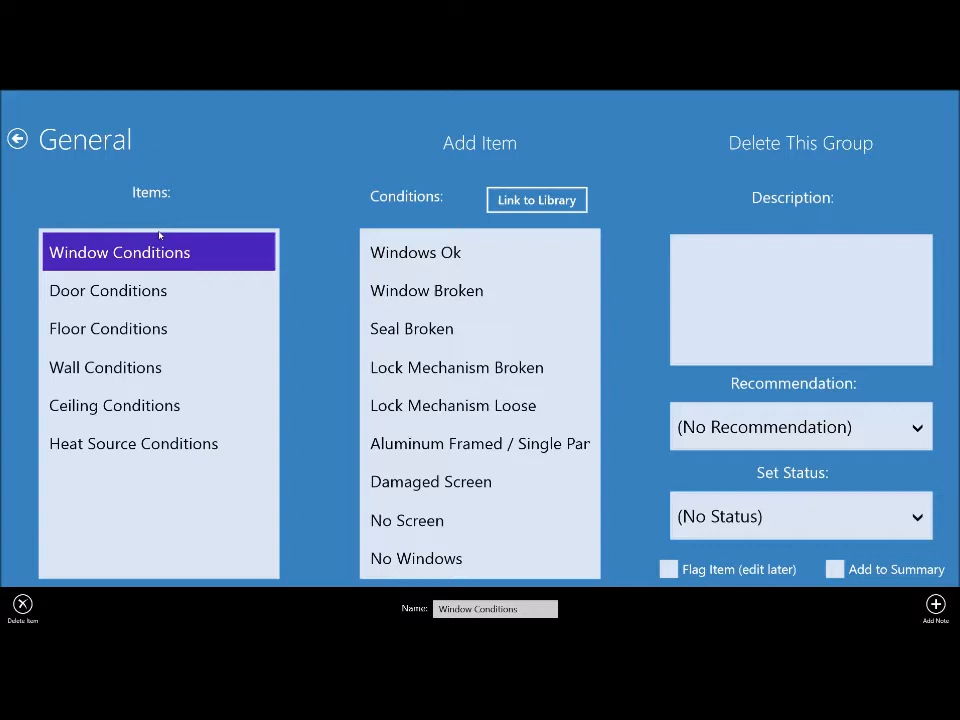 General
Add Item
Delete This Group
Items:
Conditions:
Link to Library
Description:
Window Conditions
Door Conditions
Floor Conditions
Wall Conditions
Ceiling Conditions
Heat Source Conditions
Windows Ok
Window Broken
Seal Broken
Lock Mechanism Broken
Lock Mechanism Loose
Aluminum Framed / Single Par
Damaged Screen
No Screen
No Windows
Recommendation:
(No Recommendation)
Set Status:
(No Status)
Flag Item (edit later)
Add to Summary
Delete Item
Name:
Window Conditions
Add Note